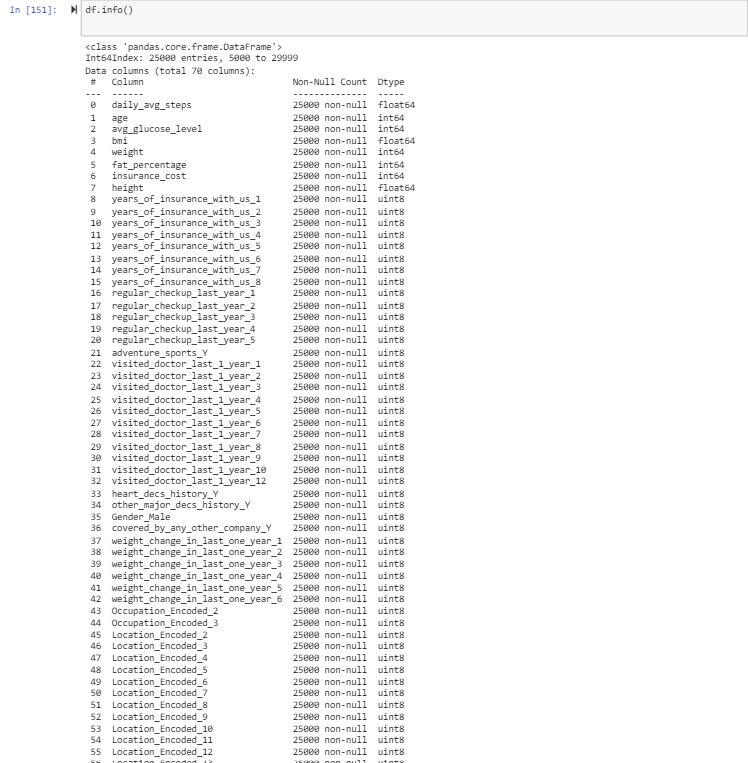 In [151]: df.info()
<class 'pandas.core.frame.DataFrame'>
Int64Index: 25000 entries, 5000 to 29999
Data columns (total 70 columns):
# Column Non-Null Count Dtype
--- ------ -------------- -----
0 daily_avg_steps 25000 non-null float64
1 age 25000 non-null int64
2 avg_glucose_level 25000 non-null int64
3 bmi 25000 non-null float64
4 weight 25000 non-null int64
5 fat_percentage 25000 non-null int64
6 insurance_cost 25000 non-null int64
7 height 25000 non-null float64
8 years_of_insurance_with_us_1 25000 non-null uint8
9 years_of_insurance_with_us_2 25000 non-null uint8
10 years_of_insurance_with_us_3 25000 non-null uint8
11 years_of_insurance_with_us_4 25000 non-null uint8
12 years_of_insurance_with_us_5 25000 non-null uint8
13 years_of_insurance_with_us_6 25000 non-null uint8
14 years_of_insurance_with_us_7 25000 non-null uint8
15 years_of_insurance_with_us_8 25000 non-null uint8
16 regular_checkup_last_year_1 25000 non-null uint8
17 regular_checkup_last_year_2 25000 non-null uint8
18 regular_checkup_last_year_3 25000 non-null uint8
19 regular_checkup_last_year_4 25000 non-null uint8
20 regular_checkup_last_year_5 25000 non-null uint8
21 adventure_sports_Y 25000 non-null uint8
22 visited_doctor_last_1_year_1 25000 non-null uint8
23 visited_doctor_last_1_year_2 25000 non-null uint8
24 visited_doctor_last_1_year_3 25000 non-null uint8
25 visited_doctor_last_1_year_4 25000 non-null uint8
26 visited_doctor_last_1_year_5 25000 non-null uint8
27 visited_doctor_last_1_year_6 25000 non-null uint8
28 visited_doctor_last_1_year_7 25000 non-null uint8
29 visited_doctor_last_1_year_8 25000 non-null uint8
30 visited_doctor_last_1_year_9 25000 non-null uint8
31 visited_doctor_last_1_year_10 25000 non-null uint8
32 visited_doctor_last_1_year_12 25000 non-null uint8
33 heart_decs_history_Y 25000 non-null uint8
34 other_major_decs_history_Y 25000 non-null uint8
35 Gender_Male 25000 non-null uint8
36 covered_by_any_other_company_Y 25000 non-null uint8
37 weight_change_in_last_one_year_1 25000 non-null uint8
38 weight_change_in_last_one_year_2 25000 non-null uint8
39 weight_change_in_last_one_year_3 25000 non-null uint8
40 weight_change_in_last_one_year_4 25000 non-null uint8
41 weight_change_in_last_one_year_5 25000 non-null uint8
42 weight_change_in_last_one_year_6 25000 non-null uint8
43 Occupation_Encoded_2 25000 non-null uint8
44 Occupation_Encoded_3 25000 non-null uint8
45 Location_Encoded_2 25000 non-null uint8
46 Location_Encoded_3 25000 non-null uint8
47 Location_Encoded_4 25000 non-null uint8
48 Location_Encoded_5 25000 non-null uint8
49 Location_Encoded_6 25000 non-null uint8
50 Location_Encoded_7 25000 non-null uint8
51 Location_Encoded_8 25000 non-null uint8
52 Location_Encoded_9 25000 non-null uint8
53 Location_Encoded_10 25000 non-null uint8
54 Location_Encoded_11 25000 non-null uint8
55 Location_Encoded_12 25000 non-null uint8